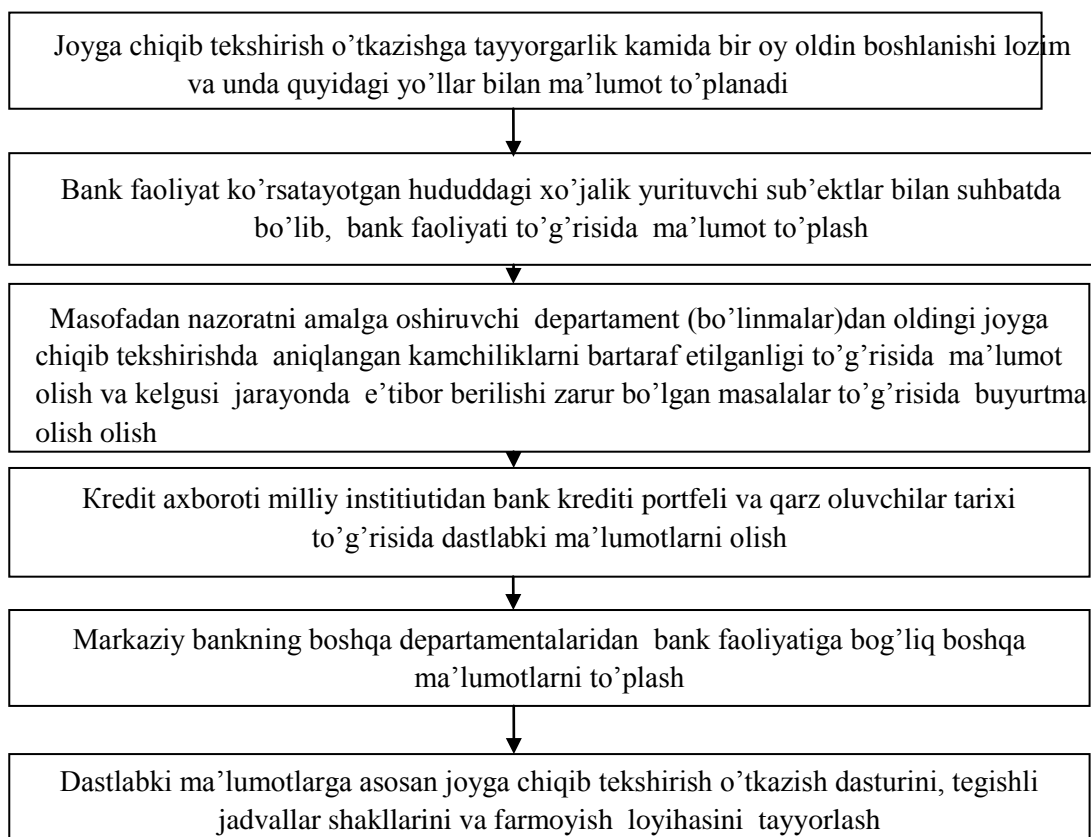 Joyga chiqib tekshirish o’tkazishga tayyorgarlik kamida bir oy oldin boshlanishi lozim
va unda quyidagi yo’llar bilan ma’lumot to’planadi
Bank faoliyat ko’rsatayotgan hududdagi xo’jalik yurituvchi sub’ektlar bilan suhbatda
bo’lib, bank faoliyati to’g’risida ma’lumot to’plash
Masofadan nazoratni amalga oshiruvchi departament (bo’linmalar)dan oldingi joyga
chiqib tekshirishda aniqlangan kamchiliklarni bartaraf etilganligi to’g’risida ma’lumot
olish va kelgusi jarayonda e’tibor berilishi zarur bo’lgan masalalar to’g’risida buyurtma
olish olish
Kredit axboroti milliy institiutidan bank krediti portfeli va qarz oluvchilar tarixi
to’g’risida dastlabki ma’lumotlarni olish
Markaziy bankning boshqa departamentalaridan bank faoliyatiga bog’liq boshqa
ma’lumotlarni to’plash
Dastlabki ma’lumotlarga asosan joyga chiqib tekshirish o’tkazish dasturini, tegishli
jadvallar shakllarini va farmoyish loyihasini tayyorlash